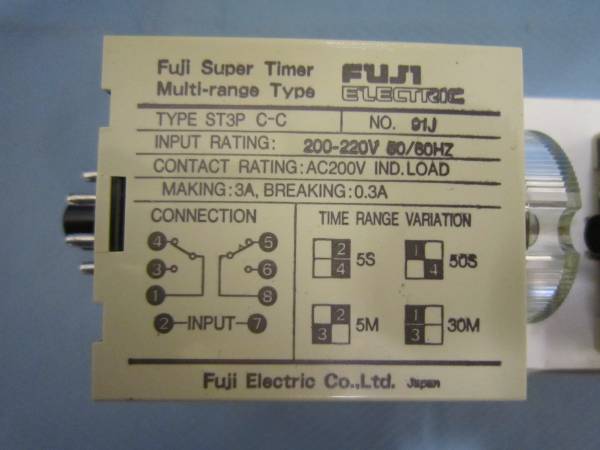 Fuji Super Timer
Multi-range Type
FUJI
ELECTRIC
TYPE ST3P C-C
NO. 91J
INPUT RATING: 200-220V 50/60HZ
CONTACT RATING:AC200V IND.LOAD
MAKING:3A, BREAKING:0.3A
CONNECTION
4 5
3 6
1 8
2-INPUT-7
TIME RANGE VARIATION
2
4 5S
1
4 50S
2
3 5M
1
3 30M
Fuji Electric Co.,Ltd. Japan